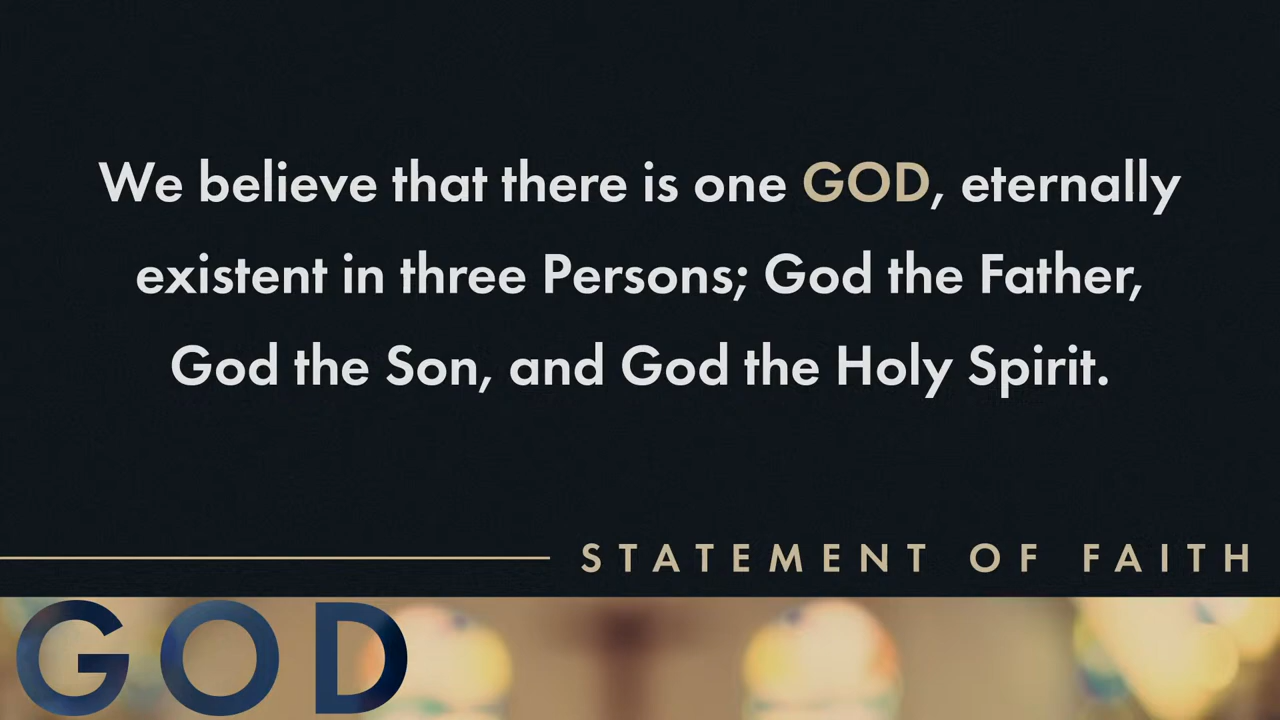 We believe that there is one GOD, eternally
existent in three Persons; God the Father,
God the Son, and God the Holy Spirit.
STATEMENT OF FAITH
GOD